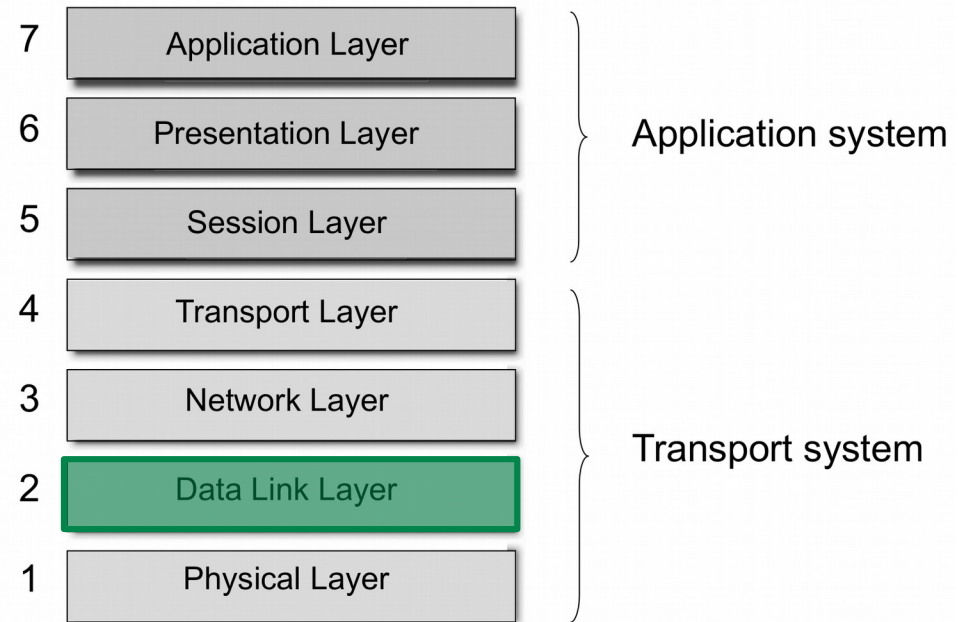 7 Application Layer
6 Presentation Layer
Application system
5 Session Layer
4 Transport Layer
3 Network Layer
Transport system
2 Data Link Layer
1 Physical Layer